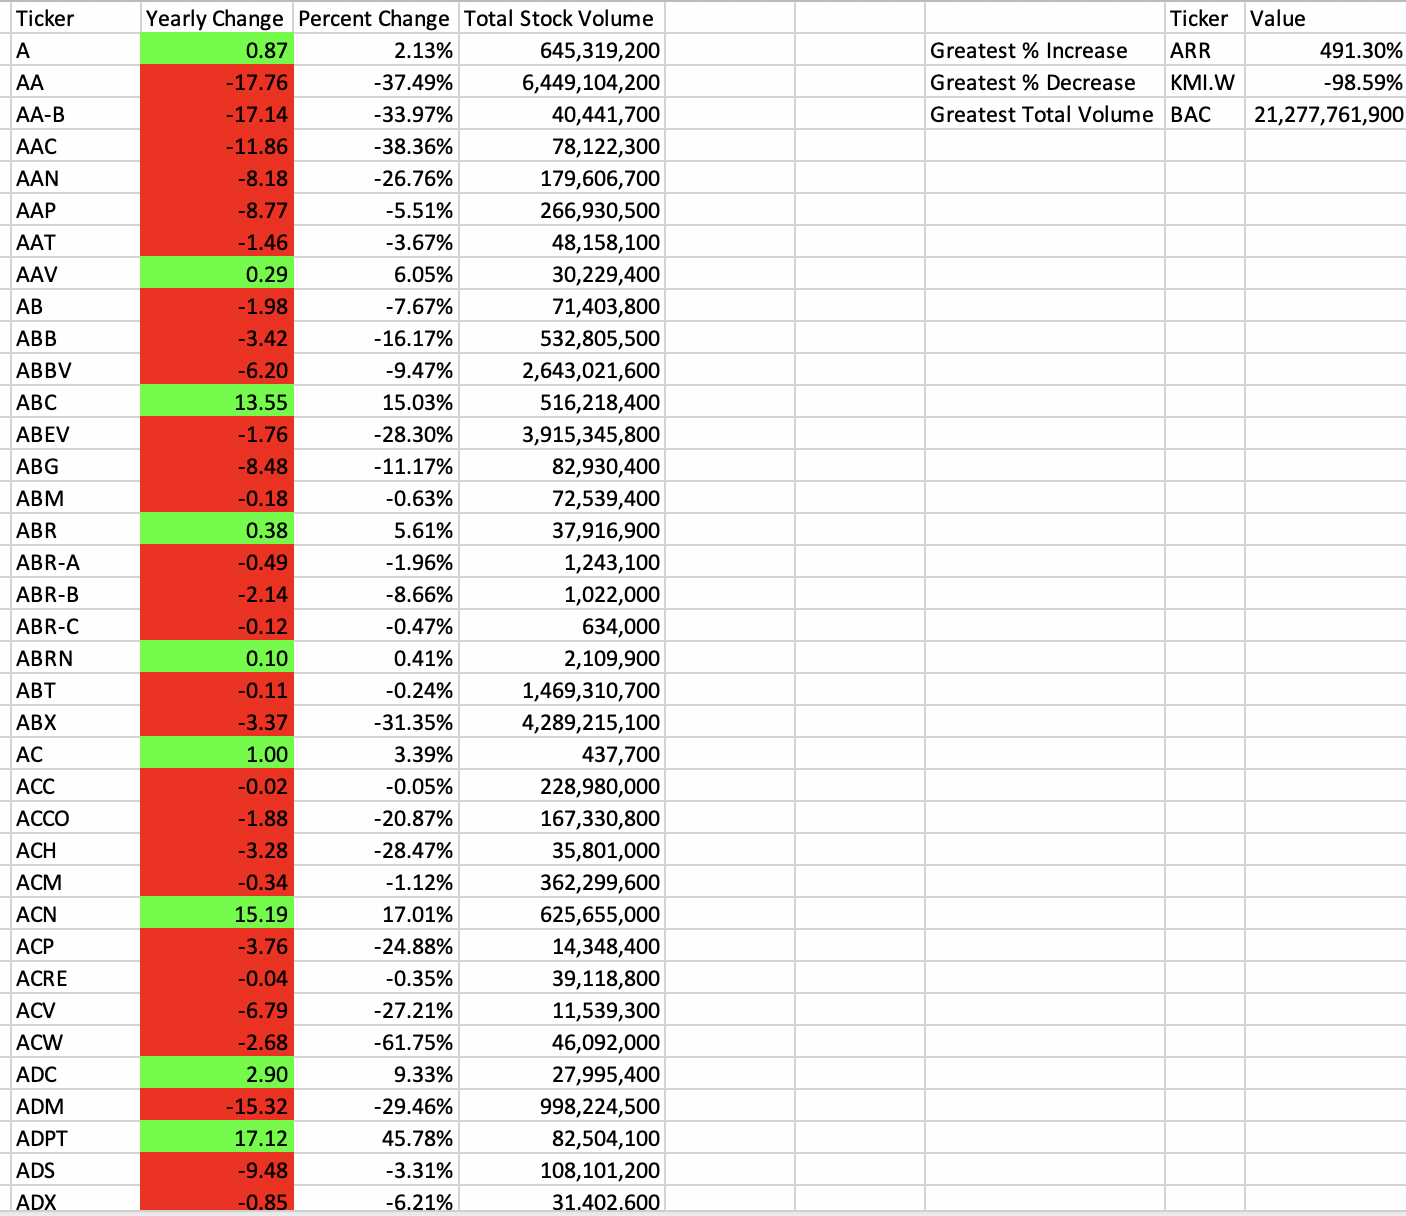 Ticker Yearly Change Percent Change Total Stock Volume Ticker Value
A 0.87 2.13% 645,319,200 Greatest % Increase ARR 491.30%
AA -17.76 -37.49% 6,449,104,200 Greatest % Decrease KMI.W -98.59%
AA-B -17.14 -33.97% 40,441,700 Greatest Total Volume BAC 21,277,761,900
AAC -11.86 -38.36% 78,122,300
AAN -8.18 -26.76% 179,606,700
AAP -8.77 -5.51% 266,930,500
AAT -1.46 -3.67% 48,158,100
AAV 0.29 6.05% 30,229,400
AB -1.98 -7.67% 71,403,800
ABB -3.42 -16.17% 532,805,500
ABBV -6.20 -9.47% 2,643,021,600
ABC 13.55 15.03% 516,218,400
ABEV -1.76 -28.30% 3,915,345,800
ABG -8.48 -11.17% 82,930,400
ABM -0.18 -0.63% 72,539,400
ABR 0.38 5.61% 37,916,900
ABR-A -0.49 -1.96% 1,243,100
ABR-B -2.14 -8.66% 1,022,000
ABR-C -0.12 -0.47% 634,000
ABRN 0.10 0.41% 2,109,900
ABT -0.11 -0.24% 1,469,310,700
ABX -3.37 -31.35% 4,289,215,100
AC 1.00 3.39% 437,700
ACC -0.02 -0.05% 228,980,000
ACCO -1.88 -20.87% 167,330,800
ACH -3.28 -28.47% 35,801,000
ACM -0.34 -1.12% 362,299,600
ACN 15.19 17.01% 625,655,000
ACP -3.76 -24.88% 14,348,400
ACRE -0.04 -0.35% 39,118,800
ACV -6.79 -27.21% 11,539,300
ACW -2.68 -61.75% 46,092,000
ADC 2.90 9.33% 27,995,400
ADM -15.32 -29.46% 998,224,500
ADPT 17.12 45.78% 82,504,100
ADS -9.48 -3.31% 108,101,200
ADX -0.85 -6.21% 31,402,600